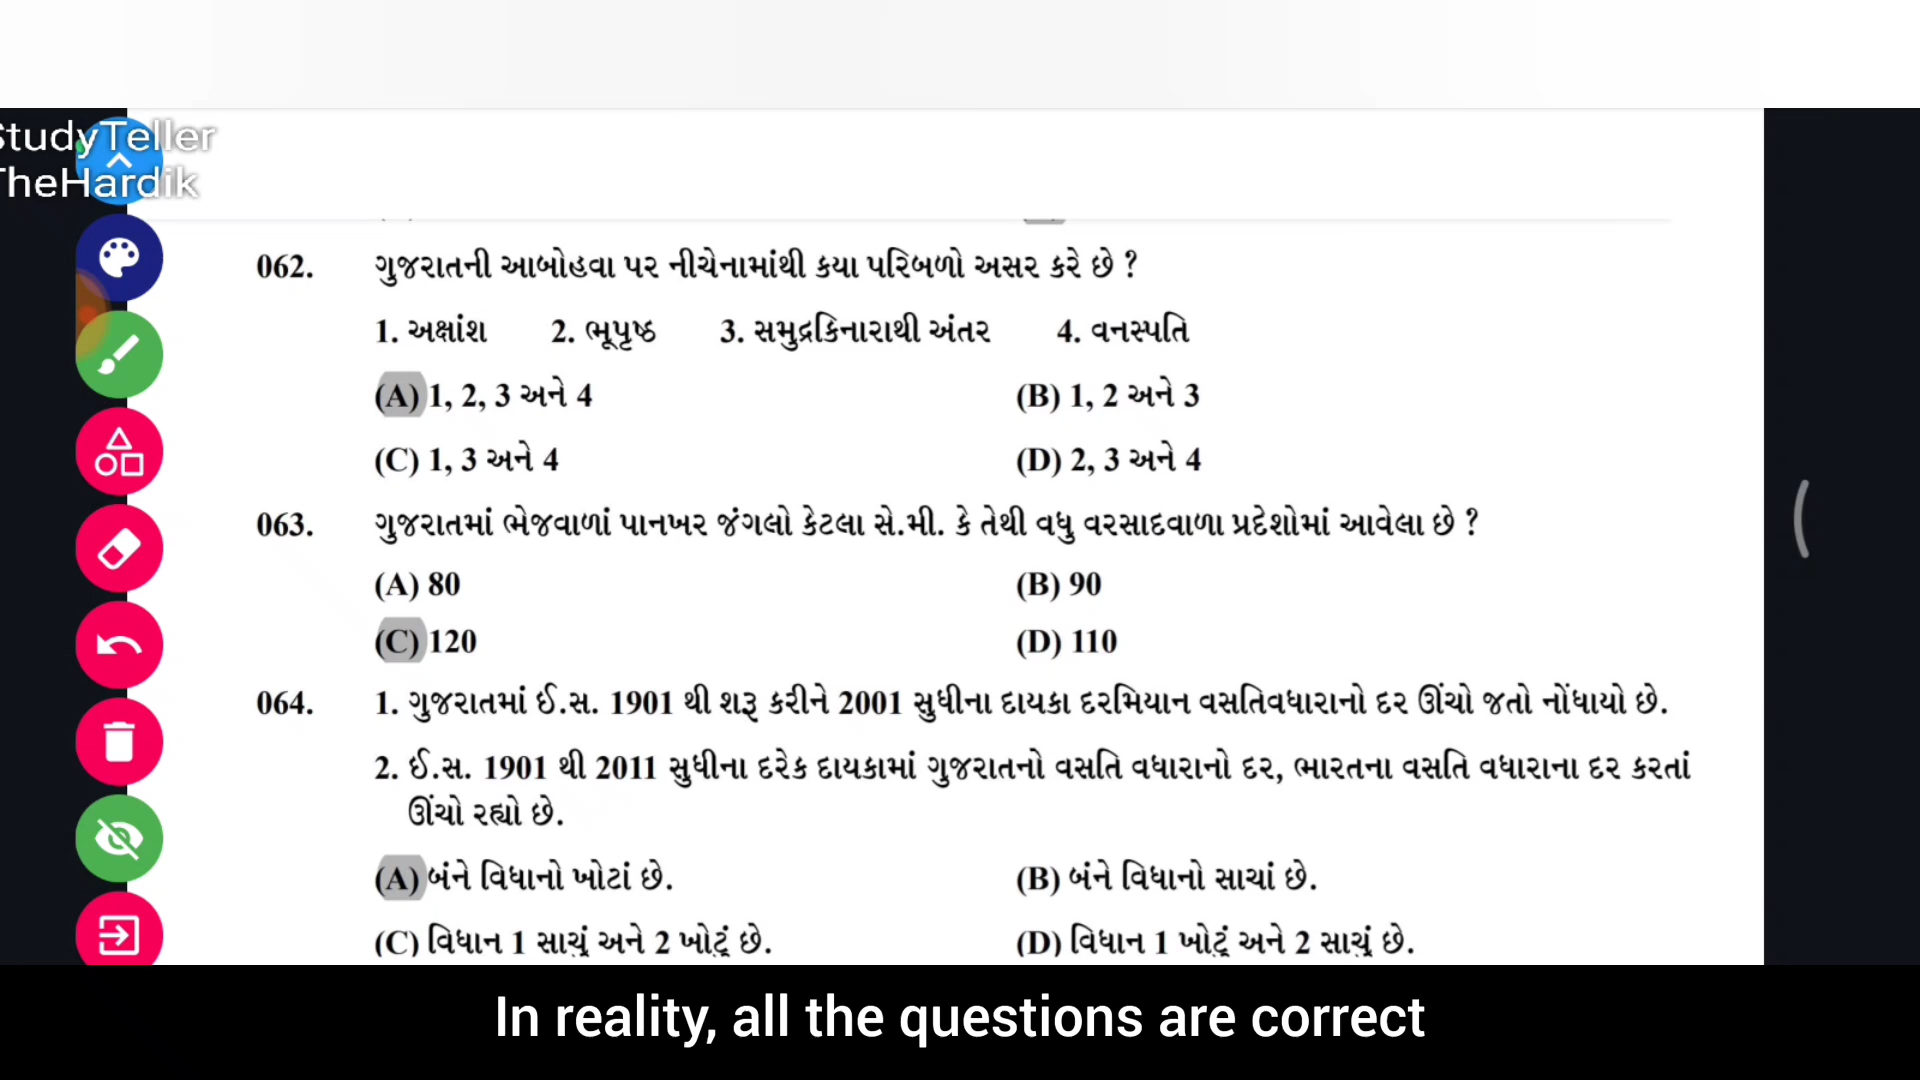 StudyTeller
TheHardik
062. ગુજરાતની આબોહવા પર નીચેનામાંથી કયા પરિબળો અસર કરે છે ?
1. અક્ષાંશ 2. ભૂપૃષ્ઠ 3. સમુદ્રકિનારાથી અંતર 4. વનસ્પતિ
(A) 1, 2, 3 અને 4 (B) 1, 2 અને 3
(C) 1, 3 અને 4 (D) 2, 3 અને 4
063. ગુજરાતમાં ભેજવાળાં પાનખર જંગલો કેટલા સે.મી. કે તેથી વધુ વરસાદવાળા પ્રદેશોમાં આવેલા છે ?
(A) 80 (B) 90
(C) 120 (D) 110
064. 1. ગુજરાતમાં ઈ.સ. 1901 થી શરૂ કરીને 2001 સુધીના દાયકા દરમિયાન વસતિવધારાનો દર ઊંચો જતો નોંધાયો છે.
2. ઈ.સ. 1901 થી 2011 સુધીના દરેક દાયકામાં ગુજરાતનો વસતિ વધારાનો દર, ભારતના વસતિ વધારાના દર કરતાં
ઊંચો રહ્યો છે.
(A) બંને વિધાનો ખોટાં છે. (B) બંને વિધાનો સાચાં છે.
(C) વિધાન 1 સાચું અને 2 ખોટું છે. (D) વિધાન 1 ખોટું અને 2 સાચું છે.
In reality, all the questions are correct